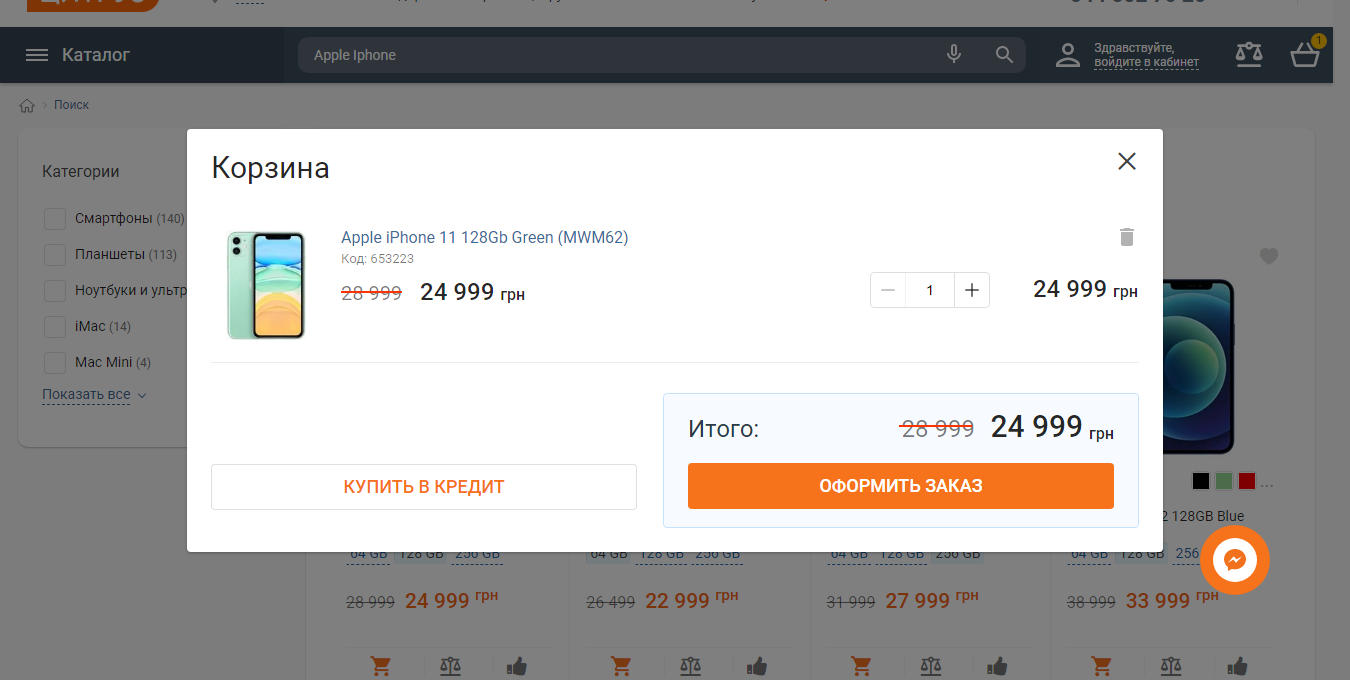 Каталог
Apple Iphone
Здравствуйте,
войдите в кабинет
1
Поиск
Категории
Смартфоны (140)
Планшеты (113)
Ноутбуки и ультр
iMac (14)
Mac Mini (4)
Показать все
Корзина
Apple iPhone 11 128Gb Green (MWM62)
Код: 653223
28 999 24 999 грн
1
24 999 грн
Итого: 28 999 24 999 грн
КУПИТЬ В КРЕДИТ
ОФОРМИТЬ ЗАКАЗ
...
2 128GB Blue
64 GB 128 GB 256 GB
64 GB 128 GB 256 GB
64 GB 128 GB 256 GB
64 GB 128 GB 256
28 999 24 999 грн
26 499 22 999 грн
31 999 27 999 грн
38 999 33 999 грн